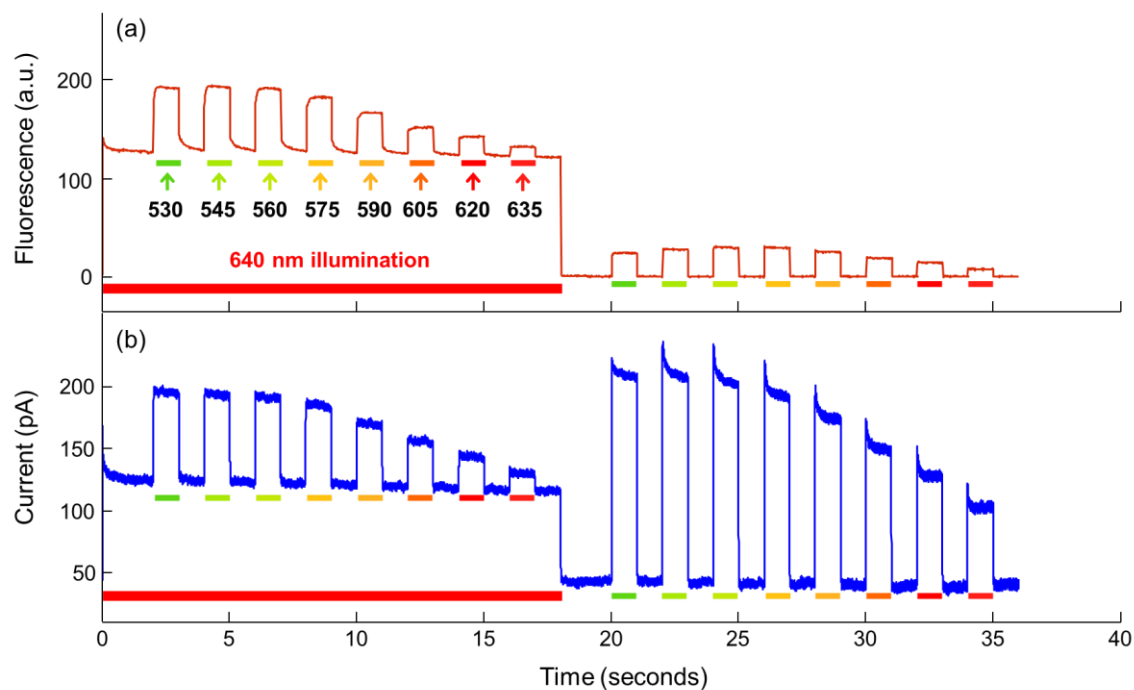 (a)
200
100
0
Fluorescence (a.u.)
530 545 560 575 590 605 620 635
640 nm illumination
(b)
200
150
100
50
Current (pA)
0 5 10 15 20 25 30 35 40
Time (seconds)